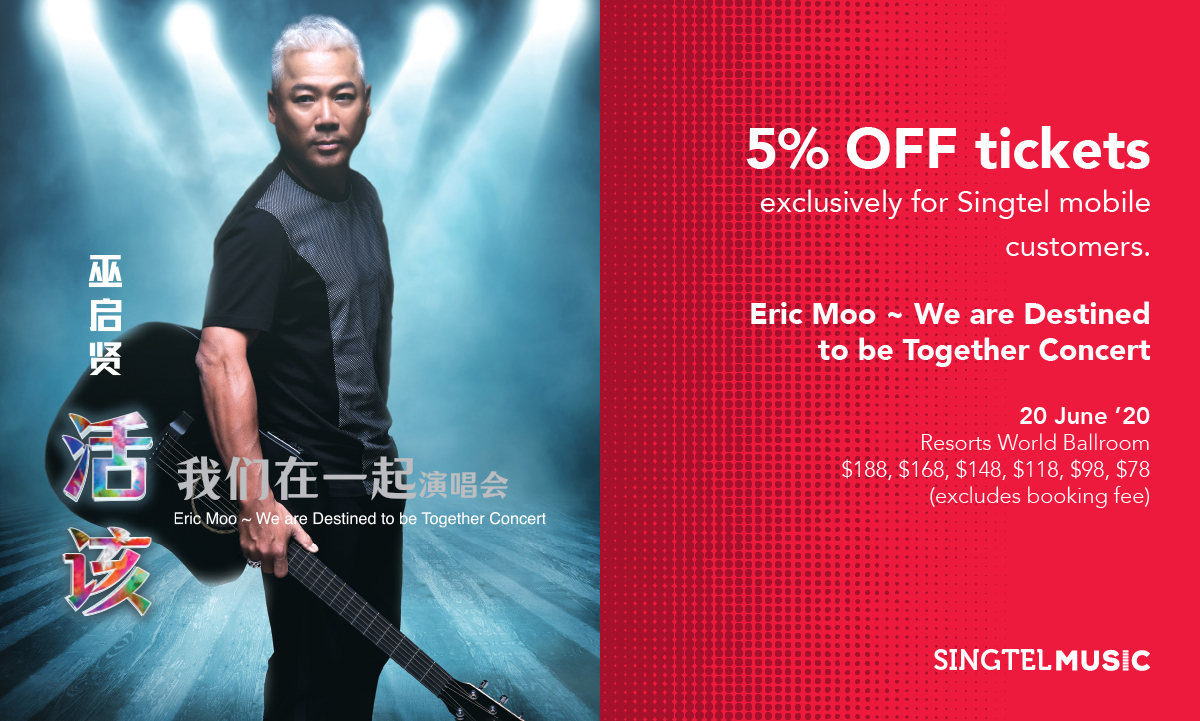 巫启贤
活该
我们在一起演唱会
Eric Moo ~ We are Destined to be Together Concert
5% OFF tickets
exclusively for Singtel mobile
customers.
Eric Moo ~ We are Destined
to be Together Concert
20 June ’20
Resorts World Ballroom
$188, $168, $148, $118, $98, $78
(excludes booking fee)
SINGTEL MUSIC